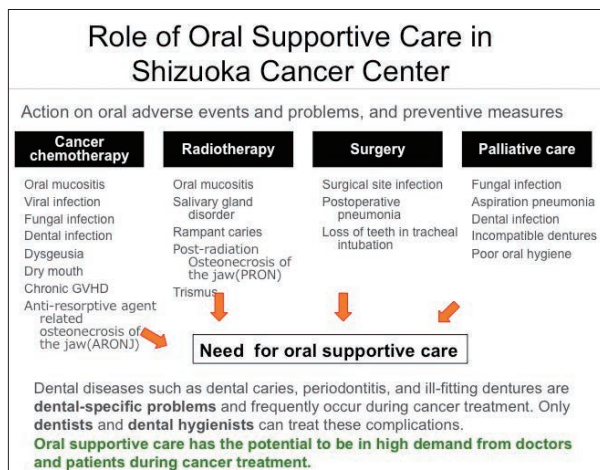 Role of Oral Supportive Care in
Shizuoka Cancer Center
Action on oral adverse events and problems, and preventive measures
Cancer
chemotherapy
Oral mucositis
Viral infection
Fungal infection
Dental infection
Dysgeusia
Dry mouth
Chronic GVHD
Anti-resorptive agent
related
osteonecrosis of
the jaw(ARONJ)
Radiotherapy
Oral mucositis
Salivary gland
disorder
Rampant caries
Post-radiation
Osteonecrosis of
the jaw(PRON)
Trismus
Surgery
Surgical site infection
Postoperative
pneumonia
Loss of teeth in tracheal
intubation
Palliative care
Fungal infection
Aspiration pneumonia
Dental infection
Incompatible dentures
Poor oral hygiene
Need for oral supportive care
Dental diseases such as dental caries, periodontitis, and ill-fitting dentures are
dental-specific problems and frequently occur during cancer treatment. Only
dentists and dental hygienists can treat these complications.
Oral supportive care has the potential to be in high demand from doctors
and patients during cancer treatment.